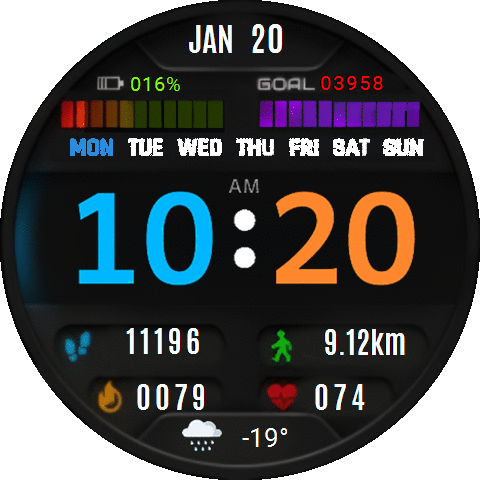 JAN 20
016% GOAL 03958
MON TUE WED THU FRI SAT SUN
AM
10:20
11196 9.12km
0079 074
-19°